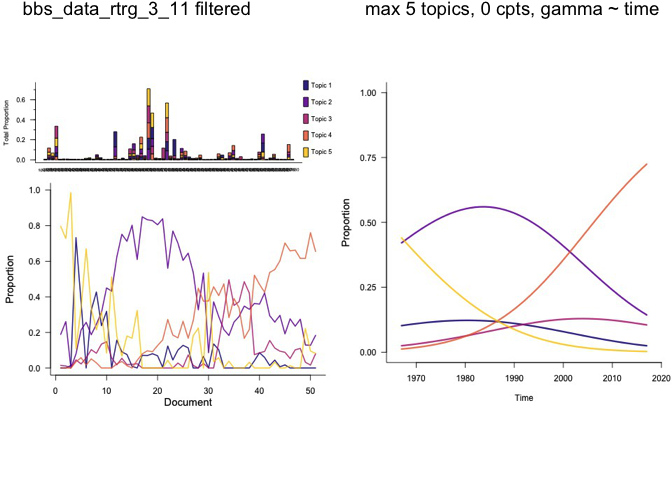 bbs_data_rtrg_3_11 filtered
max 5 topics, 0 cpts, gamma ~ time
Total Proportion
0.6
0.4
0.2
0.0
Topic 1
Topic 2
Topic 3
Topic 4
Topic 5
Proportion
1.0
0.8
0.6
0.4
0.2
0.0
0 10 20 30 40 50
Document
Proportion
1.00
0.75
0.50
0.25
0.00
1970 1980 1990 2000 2010 2020
Time